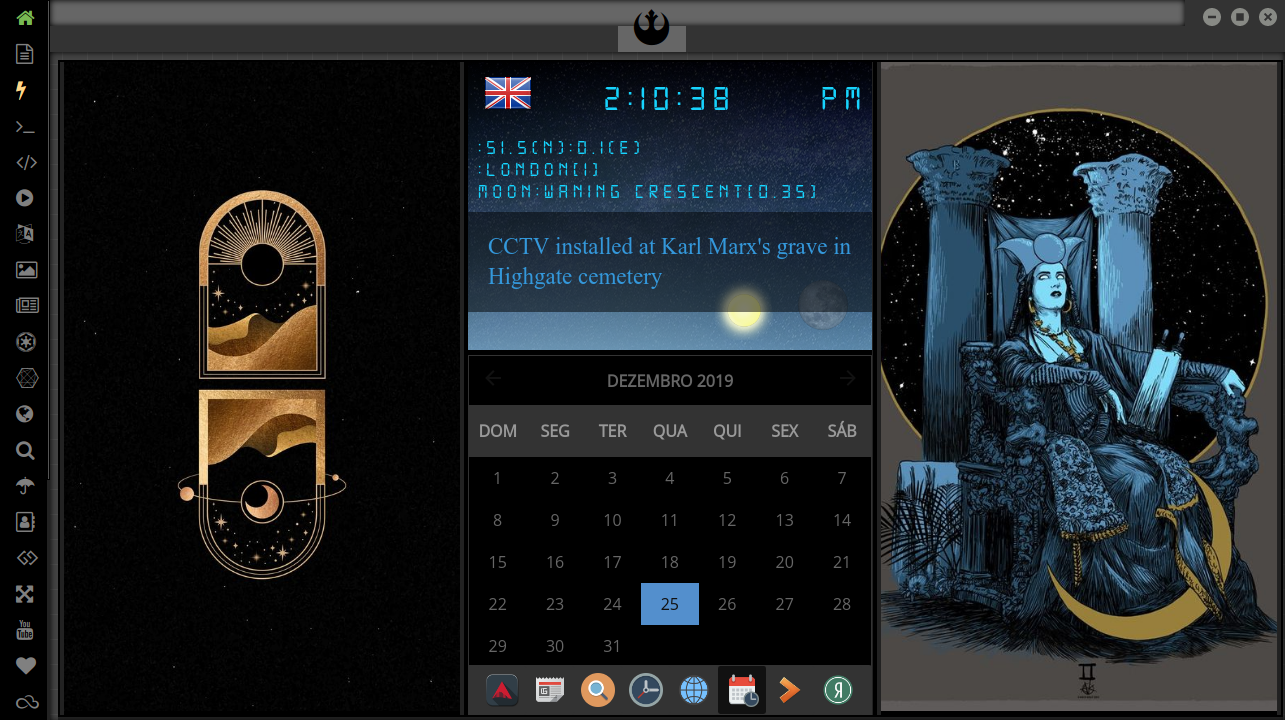 2:10:38 PM
:51.5(N):0.1(E)
:LONDON(1)
MOON:WANING CRESCENT(0.35)
CCTV installed at Karl Marx's grave in
Highgate cemetery
DEZEMBRO 2019
DOM SEG TER QUA QUI SEX SÁB
1 2 3 4 5 6 7
8 9 10 11 12 13 14
15 16 17 18 19 20 21
22 23 24 25 26 27 28
29 30 31
II
You
Tube
Я